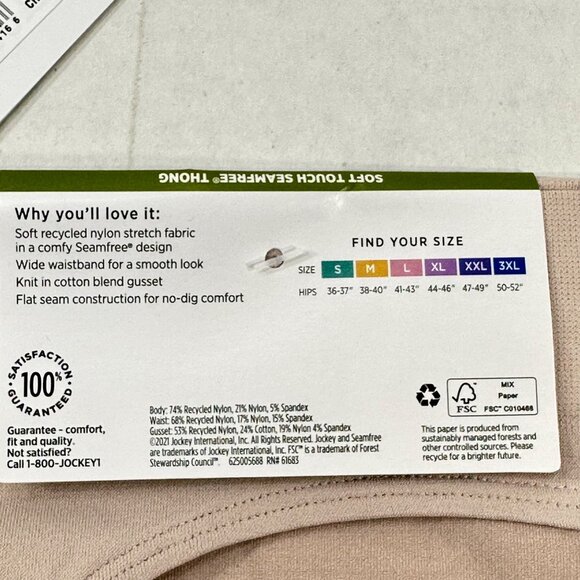 SOFT TOUCH SEAMFREE® THONG
Why you'll love it:
Soft recycled nylon stretch fabric
in a comfy Seamfree® design
Wide waistband for a smooth look
Knit in cotton blend gusset
Flat seam construction for no-dig comfort
FIND YOUR SIZE
SIZE S M L XL XXL 3XL
HIPS 36-37" 38-40" 41-43" 44-46" 47-49" 50-52"
SATISFACTION
100%
GUARANTEED
Guarantee - comfort,
fit and quality.
Not satisfied?
Call 1-800-JOCKEY1
Body: 74% Recycled Nylon, 21% Nylon, 5% Spandex
Waist: 68% Recycled Nylon, 17% Nylon, 15% Spandex
Gusset: 53% Recycled Nylon, 24% Cotton, 19% Nylon 4% Spandex
©2021 Jockey International, Inc. All Rights Reserved. Jockey and Seamfree
are trademarks of Jockey International, Inc. FSC™ is a trademark of Forest
Stewardship Council™. 625005688 RN# 61683
FSC
MIX
Paper
FSC™ C010466
This paper is produced from
sustainably managed forests and
other controlled sources. Please
recycle for a brighter future.